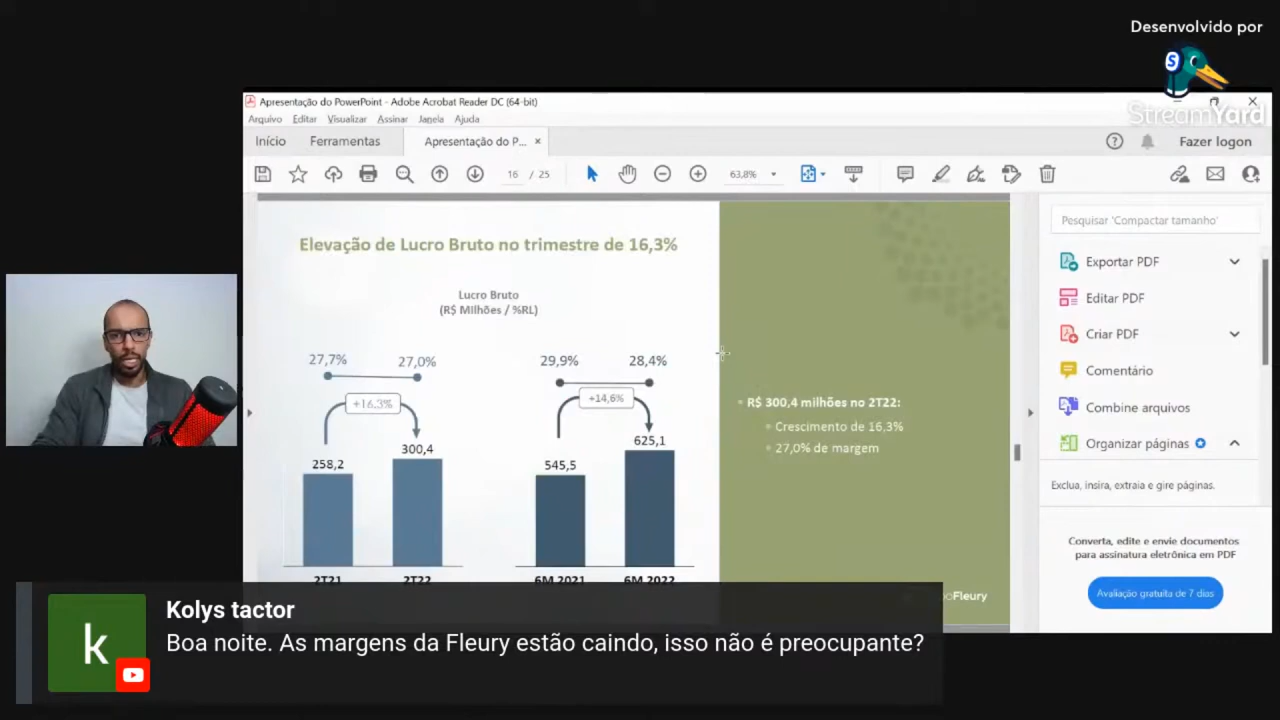 Desenvolvido por
StreamYard
Apresentação do PowerPoint - Adobe Acrobat Reader DC (64-bit)
Arquivo Editar Visualizar Assinar Janela Ajuda
Início Ferramentas Apresentação do P... Fazer logon
16 / 25 63,8%
Pesquisar 'Compactar tamanho'
Exportar PDF
Editar PDF
Criar PDF
Comentário
Combine arquivos
Organizar páginas
Exclua, insira, extraia e gire páginas.
Converta, edite e envie documentos
para assinatura eletrônica em PDF
Avaliação gratuita de 7 dias
Elevação de Lucro Bruto no trimestre de 16,3%
Lucro Bruto
(R$ Milhões / %RL)
27,7% 27,0% 29,9% 28,4%
+16,3% +14,6%
258,2 300,4 545,5 625,1
2T21 2T22 6M 2021 6M 2022
R$ 300,4 milhões no 2T22:
Crescimento de 16,3%
27,0% de margem
Fleury
k
Kolys tactor
Boa noite. As margens da Fleury estão caindo, isso não é preocupante?